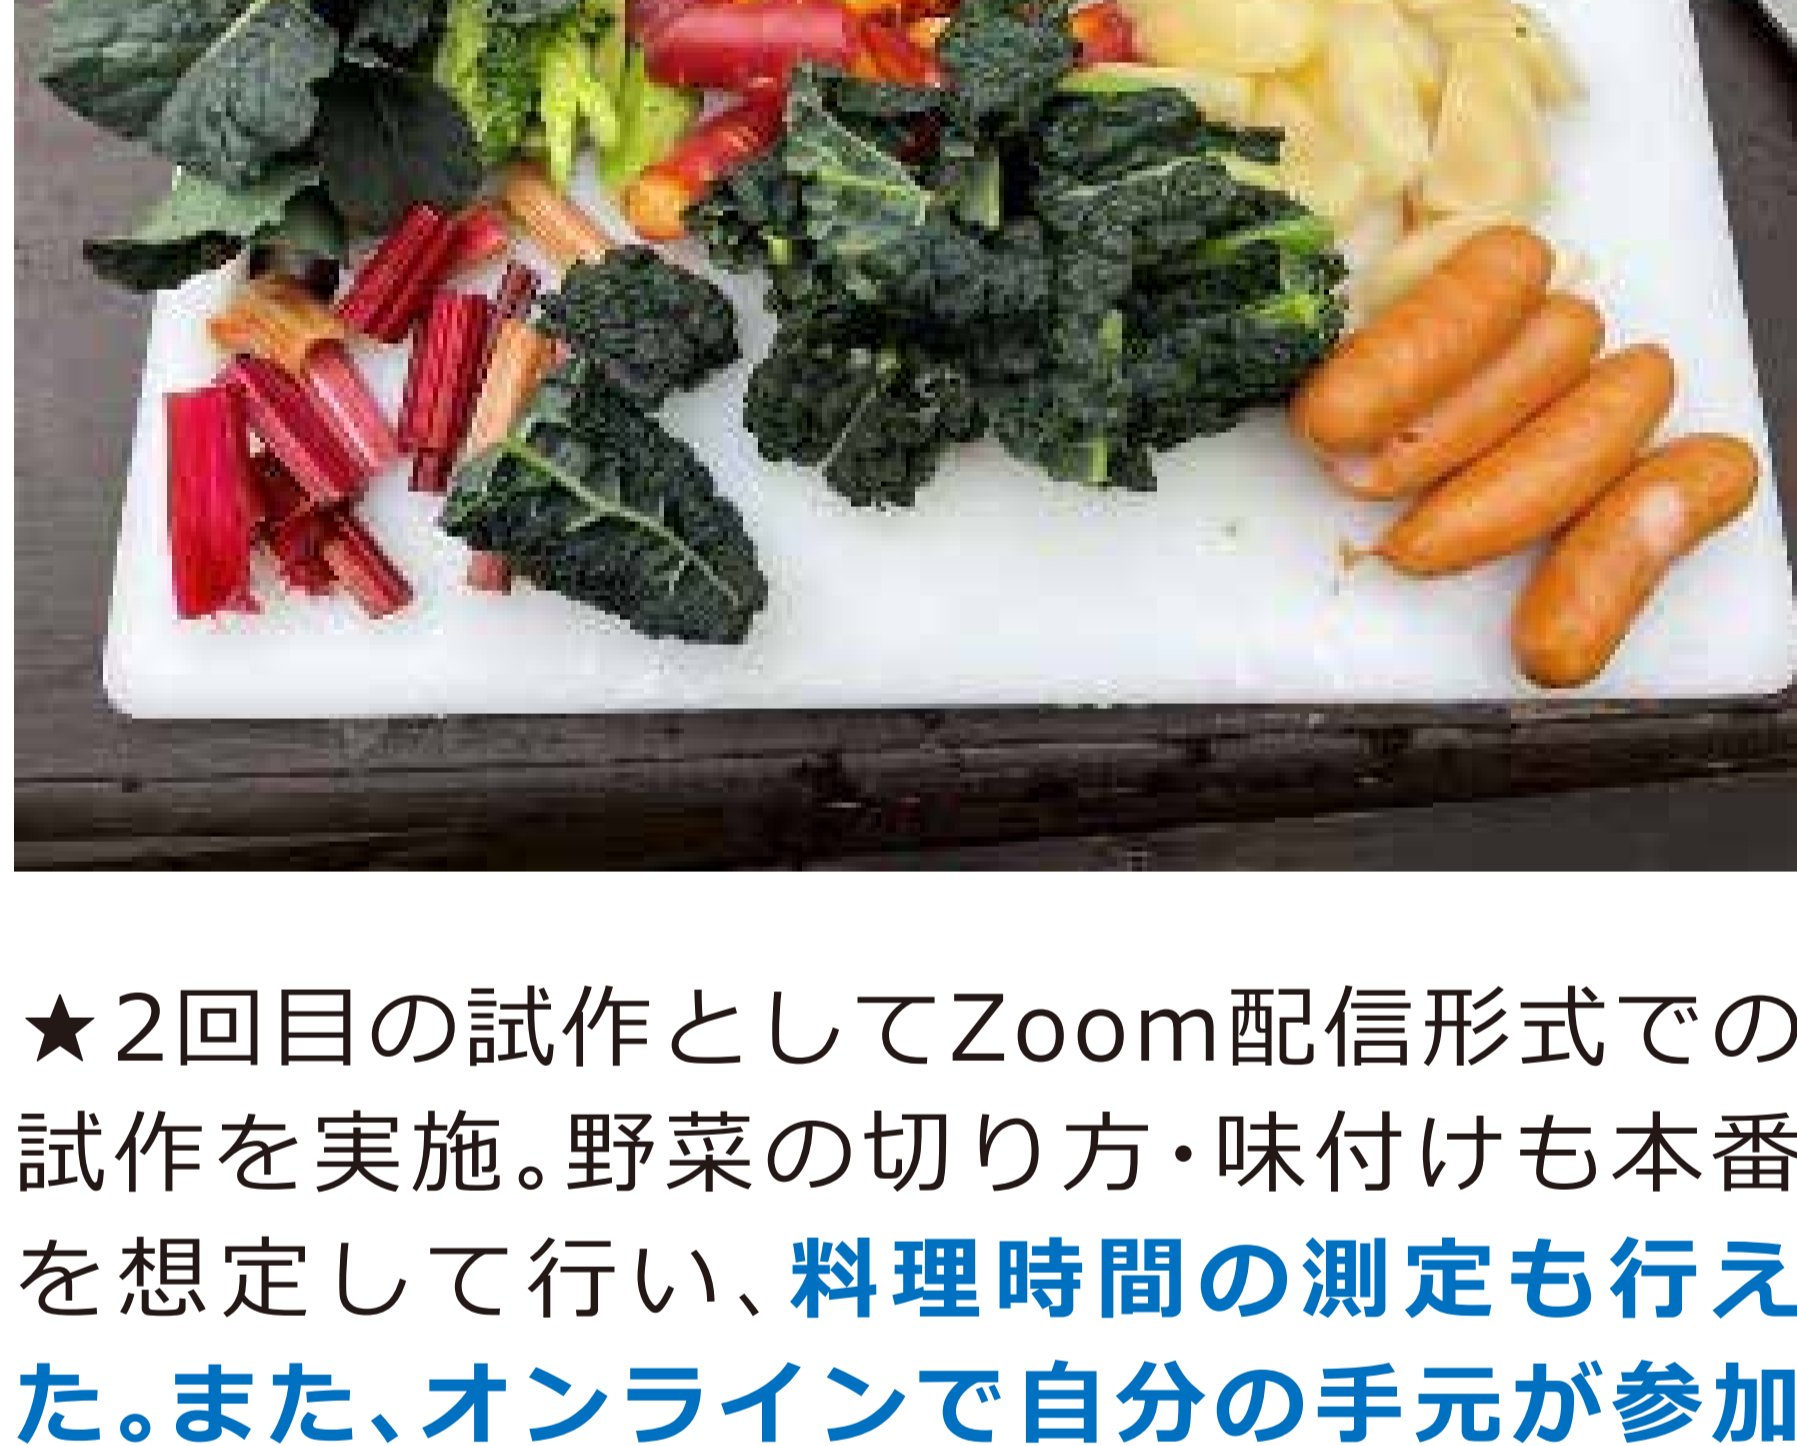 ★2回目の試作としてZoom配信形式での
試作を実施。野菜の切り方・味付けも本番
を想定して行い、料理時間の測定も行え
た。また、オンラインで自分の手元が参加